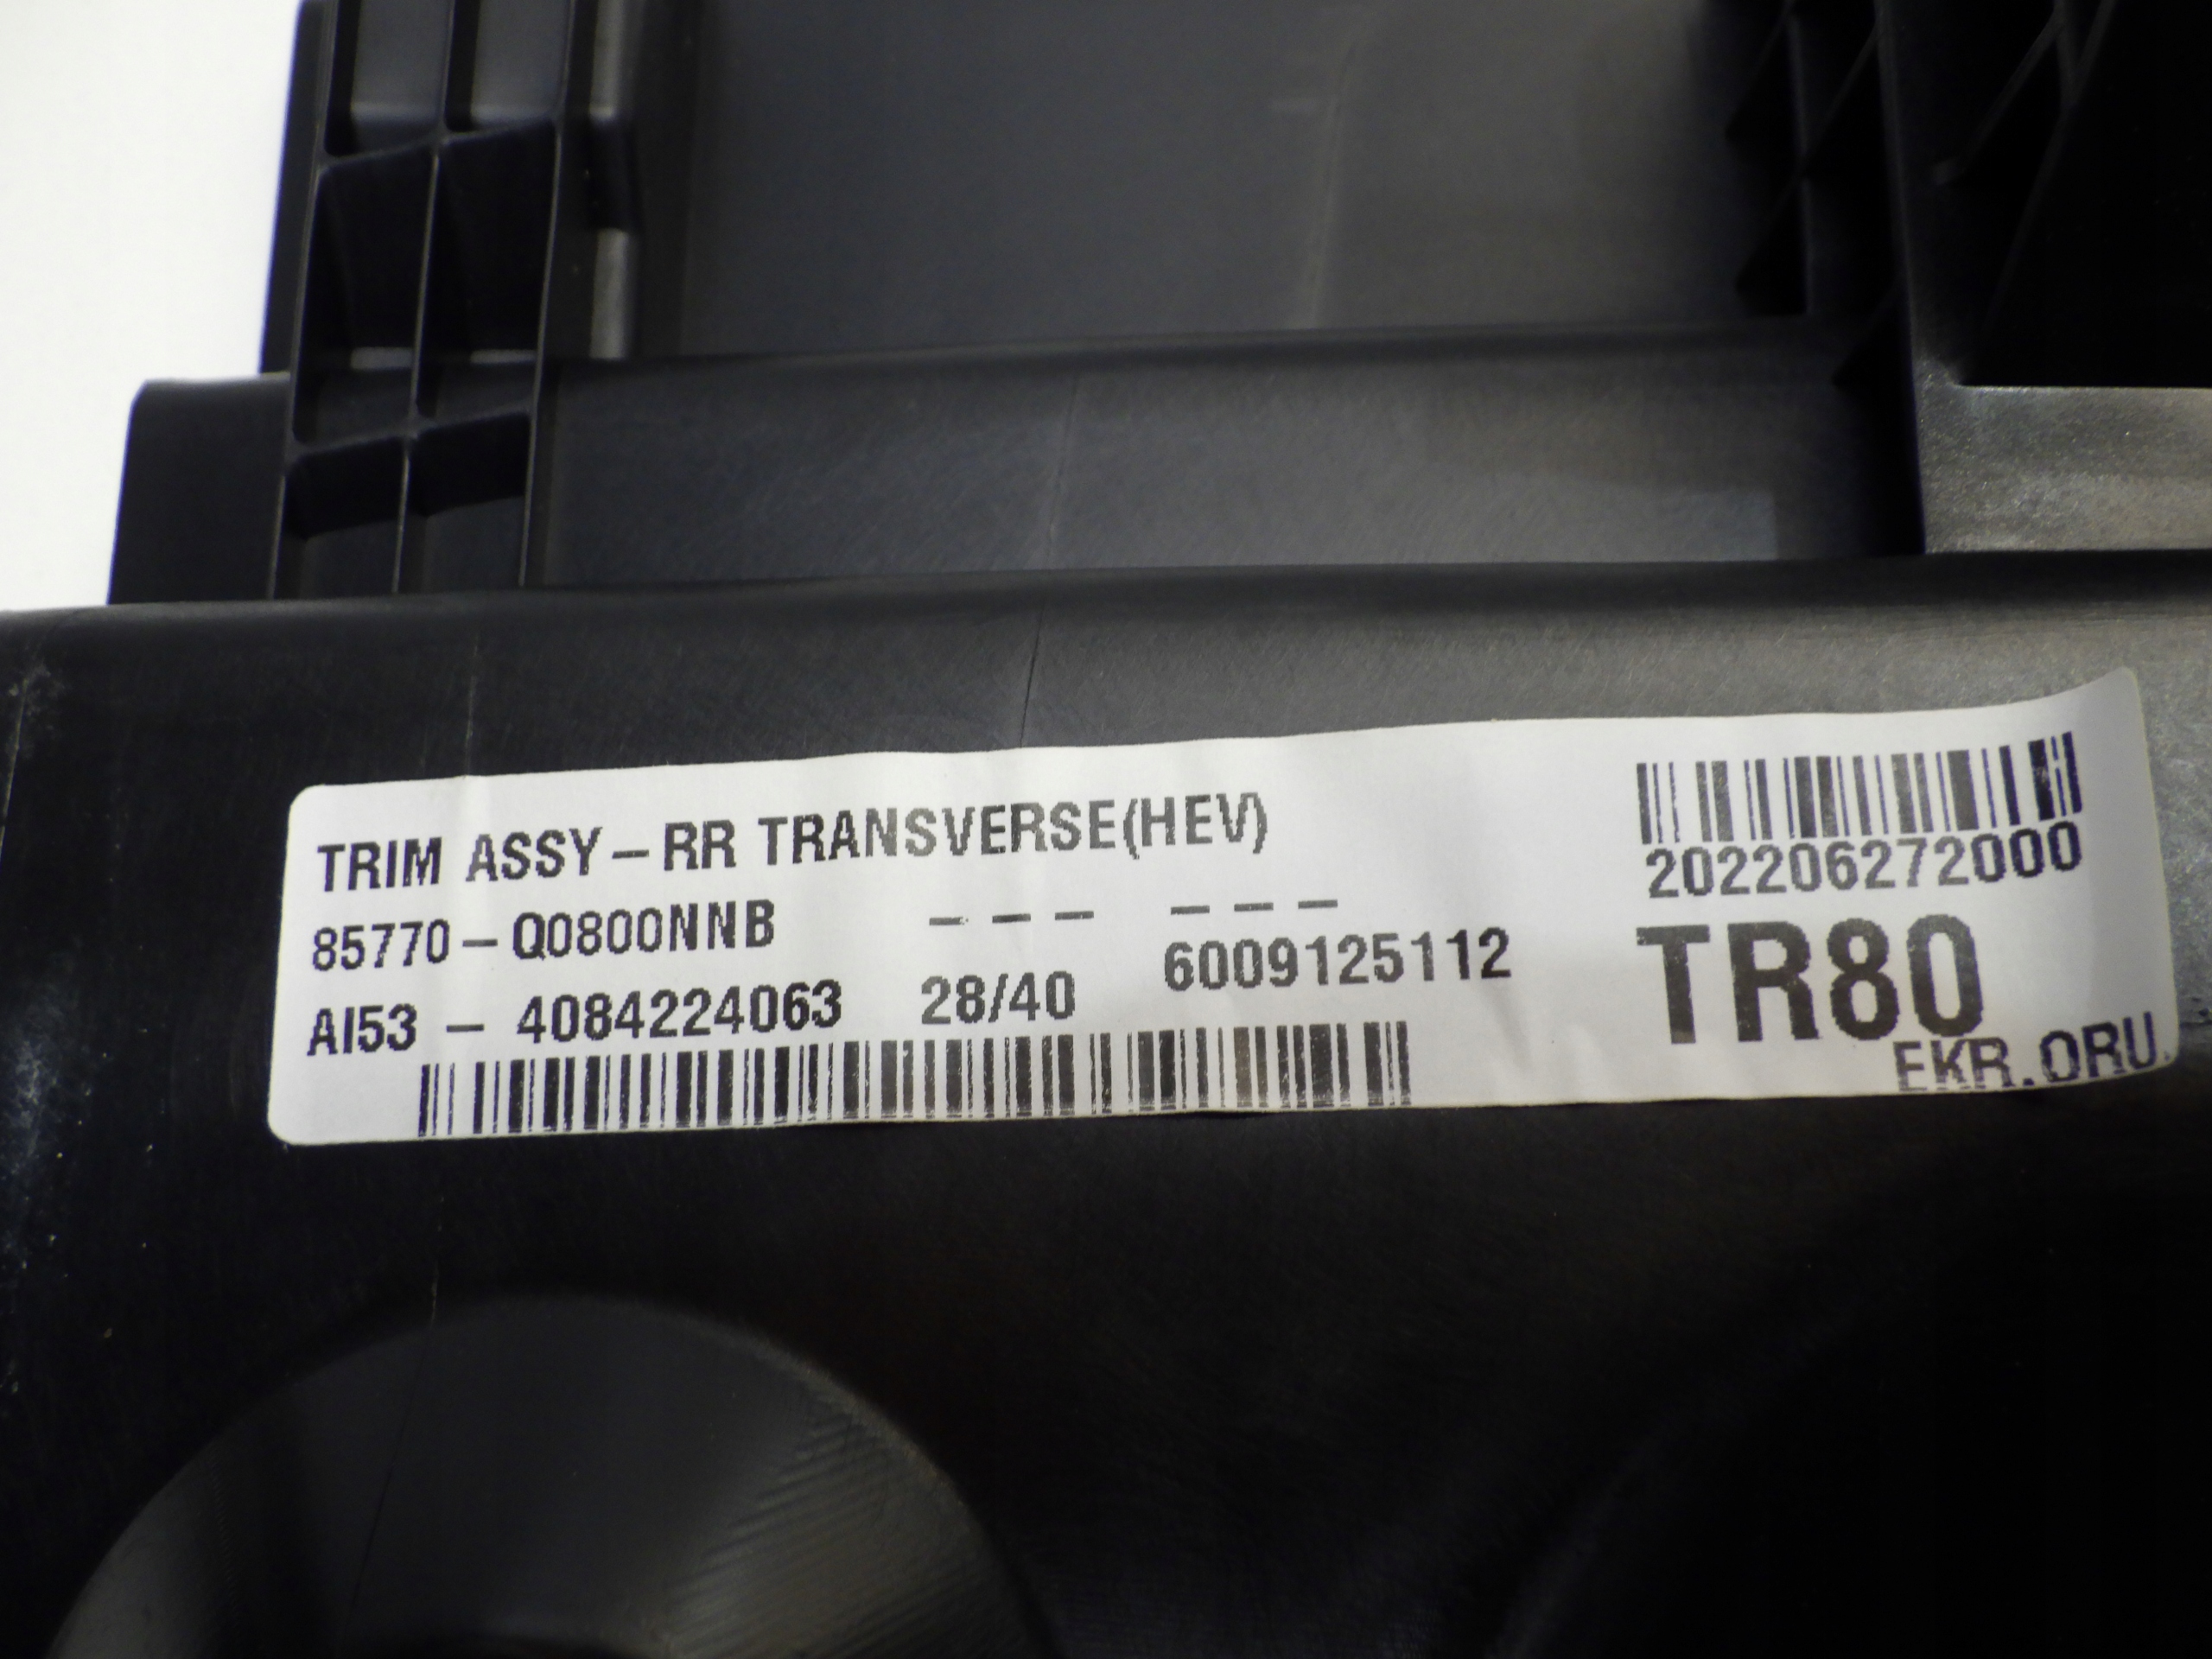 TRIM ASSY-RR TRANSVERSE(HEV)
85770-Q0800NNB --- ---
AI53 - 4084224063 28/40 6009125112
202206272000
TR80
EKR.ORU.